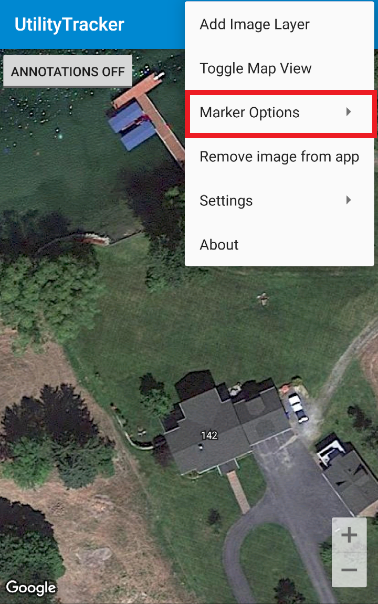 UtilityTracker
ANNOTATIONS OFF
Add Image Layer
Toggle Map View
Marker Options
Remove image from app
Settings
About
142
+
−
Google